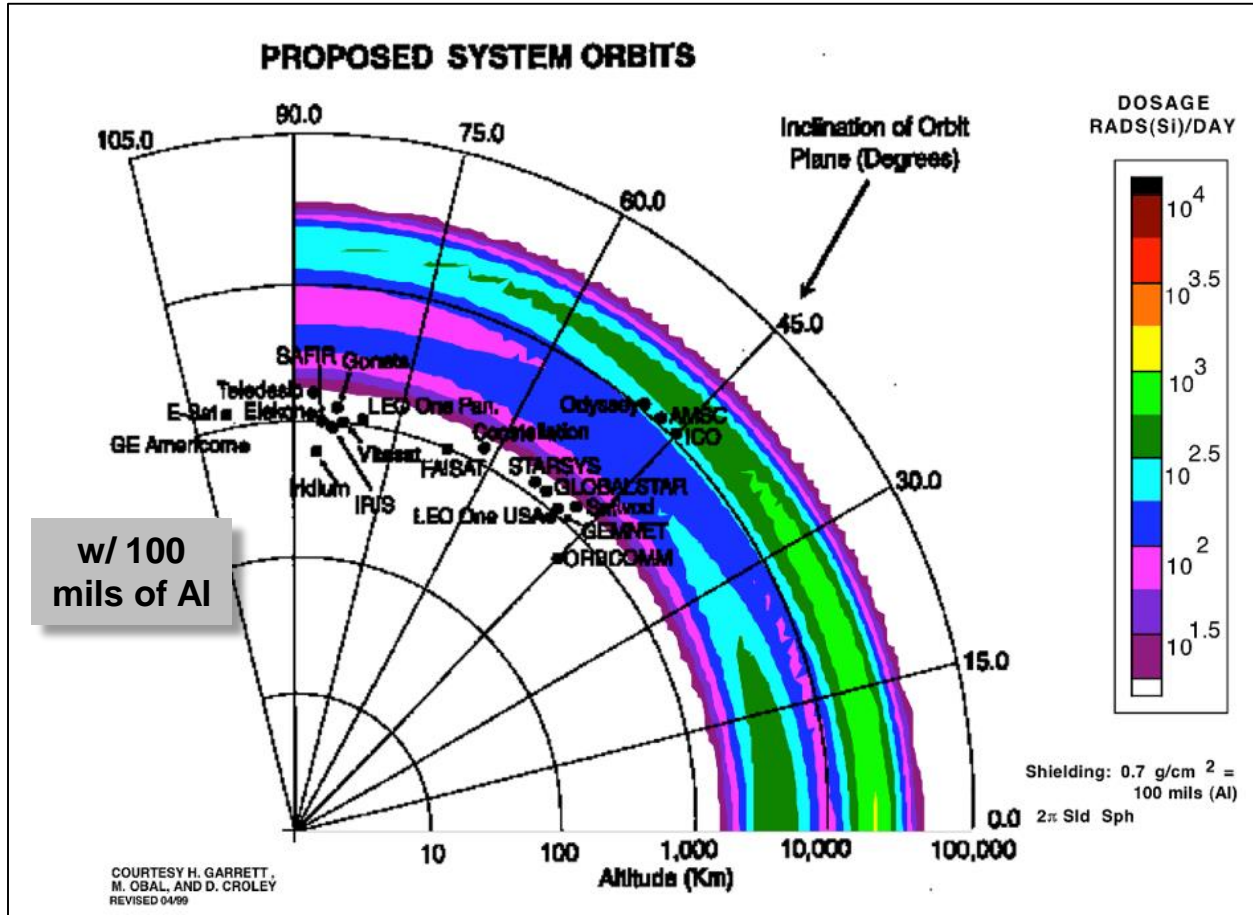 PROPOSED SYSTEM ORBITS
105.0
90.0
75.0
60.0
45.0
30.0
15.0
0.0
Inclination of Orbit
Plane (Degrees)
DOSAGE
RADS(Si)/DAY
10 4
10 3.5
10 3
10 2.5
10 2
10 1.5
10
SAFIR
Gonets
Teledesic
E-Sat
Elekon
LEO One Pan.
GE Americom
Constellation
Vitasat
FAISAT
Iridium
IRIS
STARSYS
GLOBALSTAR
LEO One USA
GEMNET
ORBCOMM
Odyssey
AMSC
ICO
w/ 100
mils of Al
10
100
1,000
10,000
100,000
Altitude (Km)
Shielding: 0.7 g/cm 2 =
100 mils (Al)
2π Sld Sph
COURTESY H. GARRETT ,
M. OBAL, AND D. CROLEY
REVISED 04/99